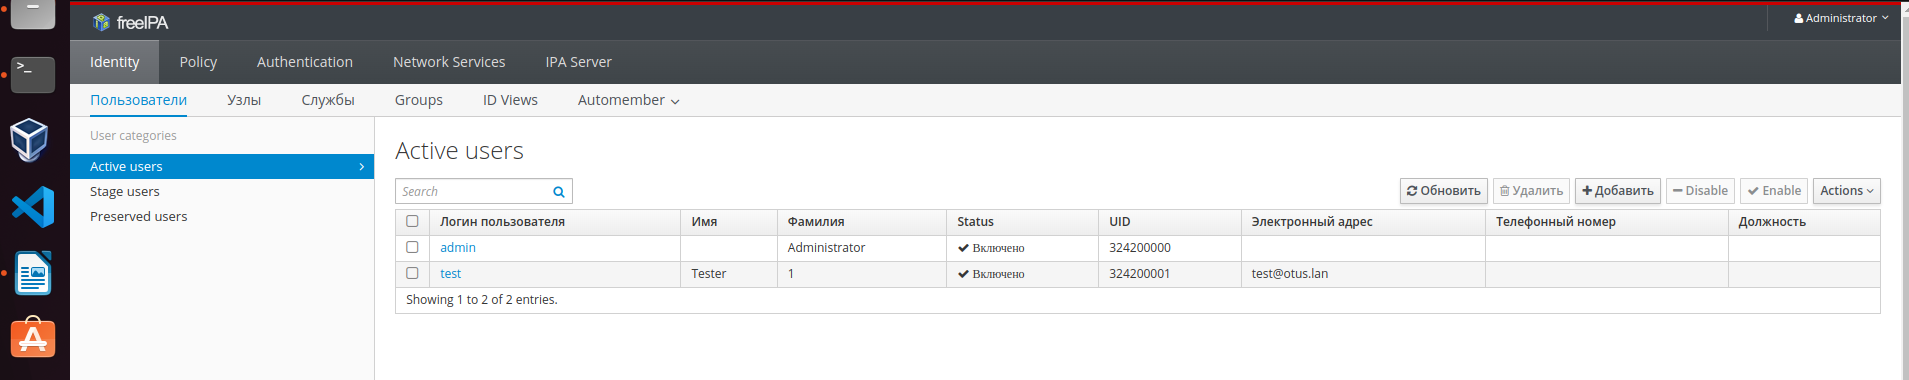 freeIPA
Administrator
Identity Policy Authentication Network Services IPA Server
Пользователи Узлы Службы Groups ID Views Automember
User categories
Active users
Stage users
Preserved users
Active users
Search
Обновить Удалить Добавить Disable Enable Actions
Логин пользователя Имя Фамилия Status UID Электронный адрес Телефонный номер Должность
admin Administrator Включено 324200000
test Tester 1 Включено 324200001 test@otus.lan
Showing 1 to 2 of 2 entries.